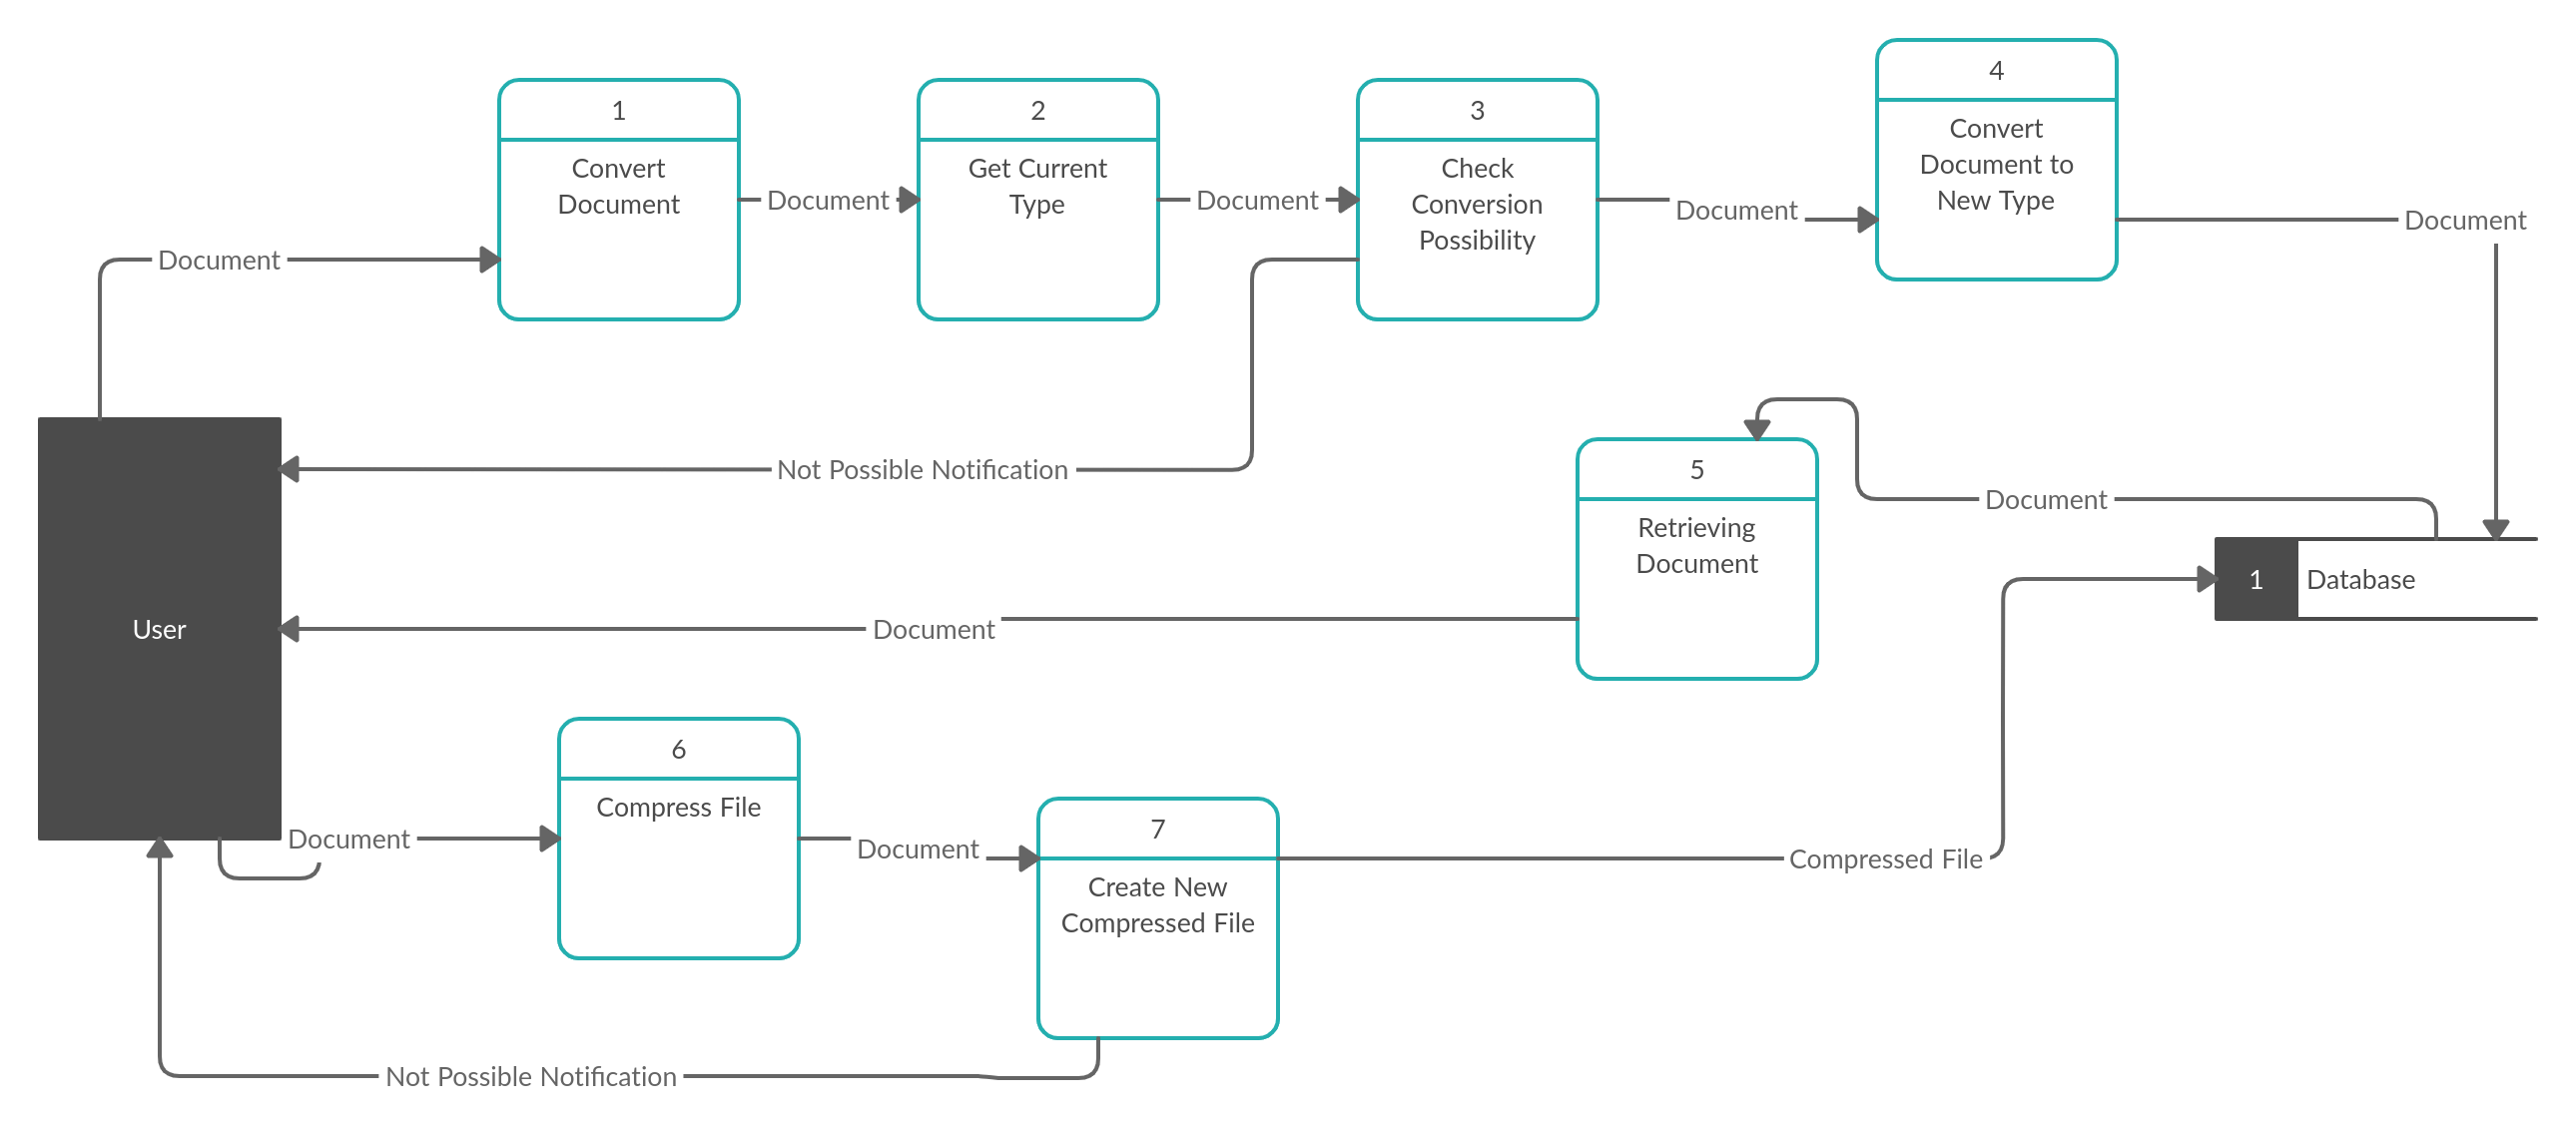 1
Convert
Document
2
Get Current
Type
3
Check
Conversion
Possibility
4
Convert
Document to
New Type
Document
Document
Document
Document
Document
Not Possible Notification
5
Retrieving
Document
Document
1
Database
User
Document
6
Compress File
7
Create New
Compressed File
Document
Document
Compressed File
Not Possible Notification